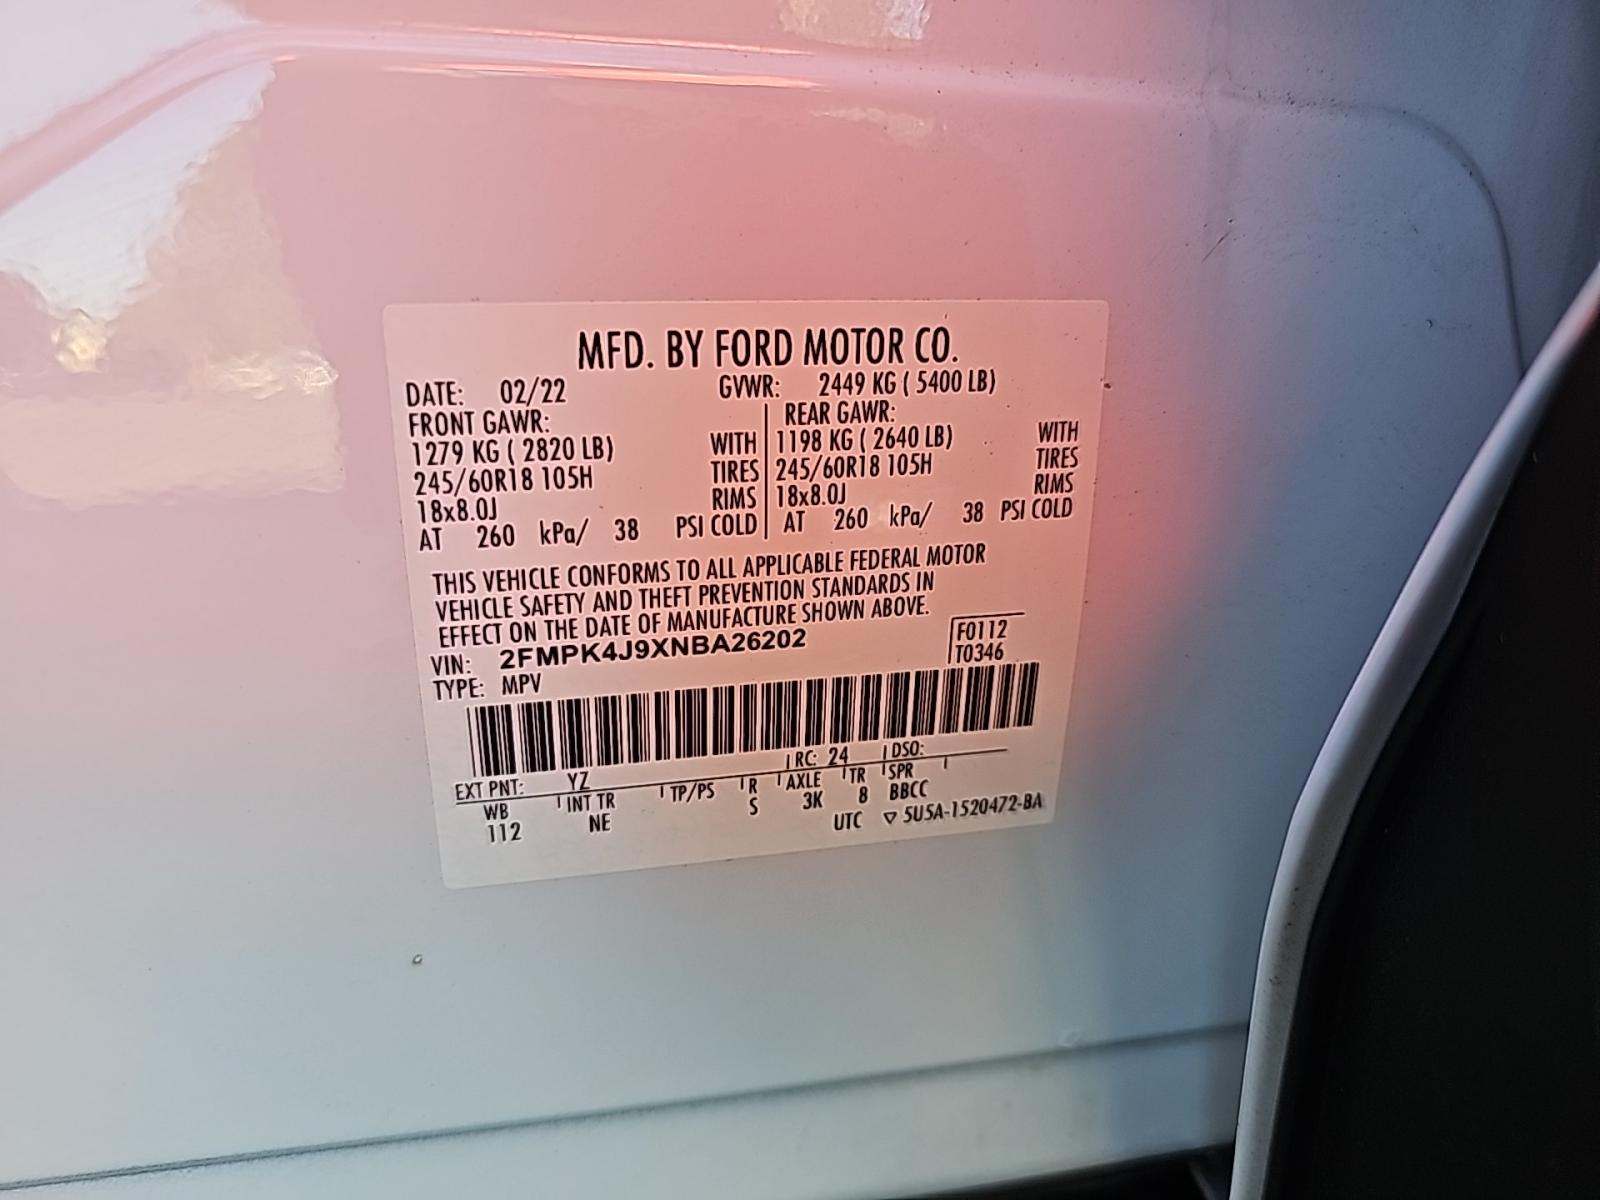 MFD. BY FORD MOTOR CO.
DATE: 02/22 GVWR: 2449 KG ( 5400 LB)
FRONT GAWR: REAR GAWR:
1279 KG ( 2820 LB) WITH 1198 KG ( 2640 LB) WITH
245/60R18 105H TIRES 245/60R18 105H TIRES
18x8.0J RIMS 18x8.0J RIMS
AT 260 kPa/ 38 PSI COLD AT 260 kPa/ 38 PSI COLD
THIS VEHICLE CONFORMS TO ALL APPLICABLE FEDERAL MOTOR
VEHICLE SAFETY AND THEFT PREVENTION STANDARDS IN
EFFECT ON THE DATE OF MANUFACTURE SHOWN ABOVE.
VIN: 2FMPK4J9XNBA26202 F0112
TYPE: MPV T0346
EXT PNT: YZ RC: 24 DSO:
WB INT TR TP/PS R AXLE TR SPR
112 NE S 3K 8 BBCC
UTC ▽ 5U5A-1520472-BA